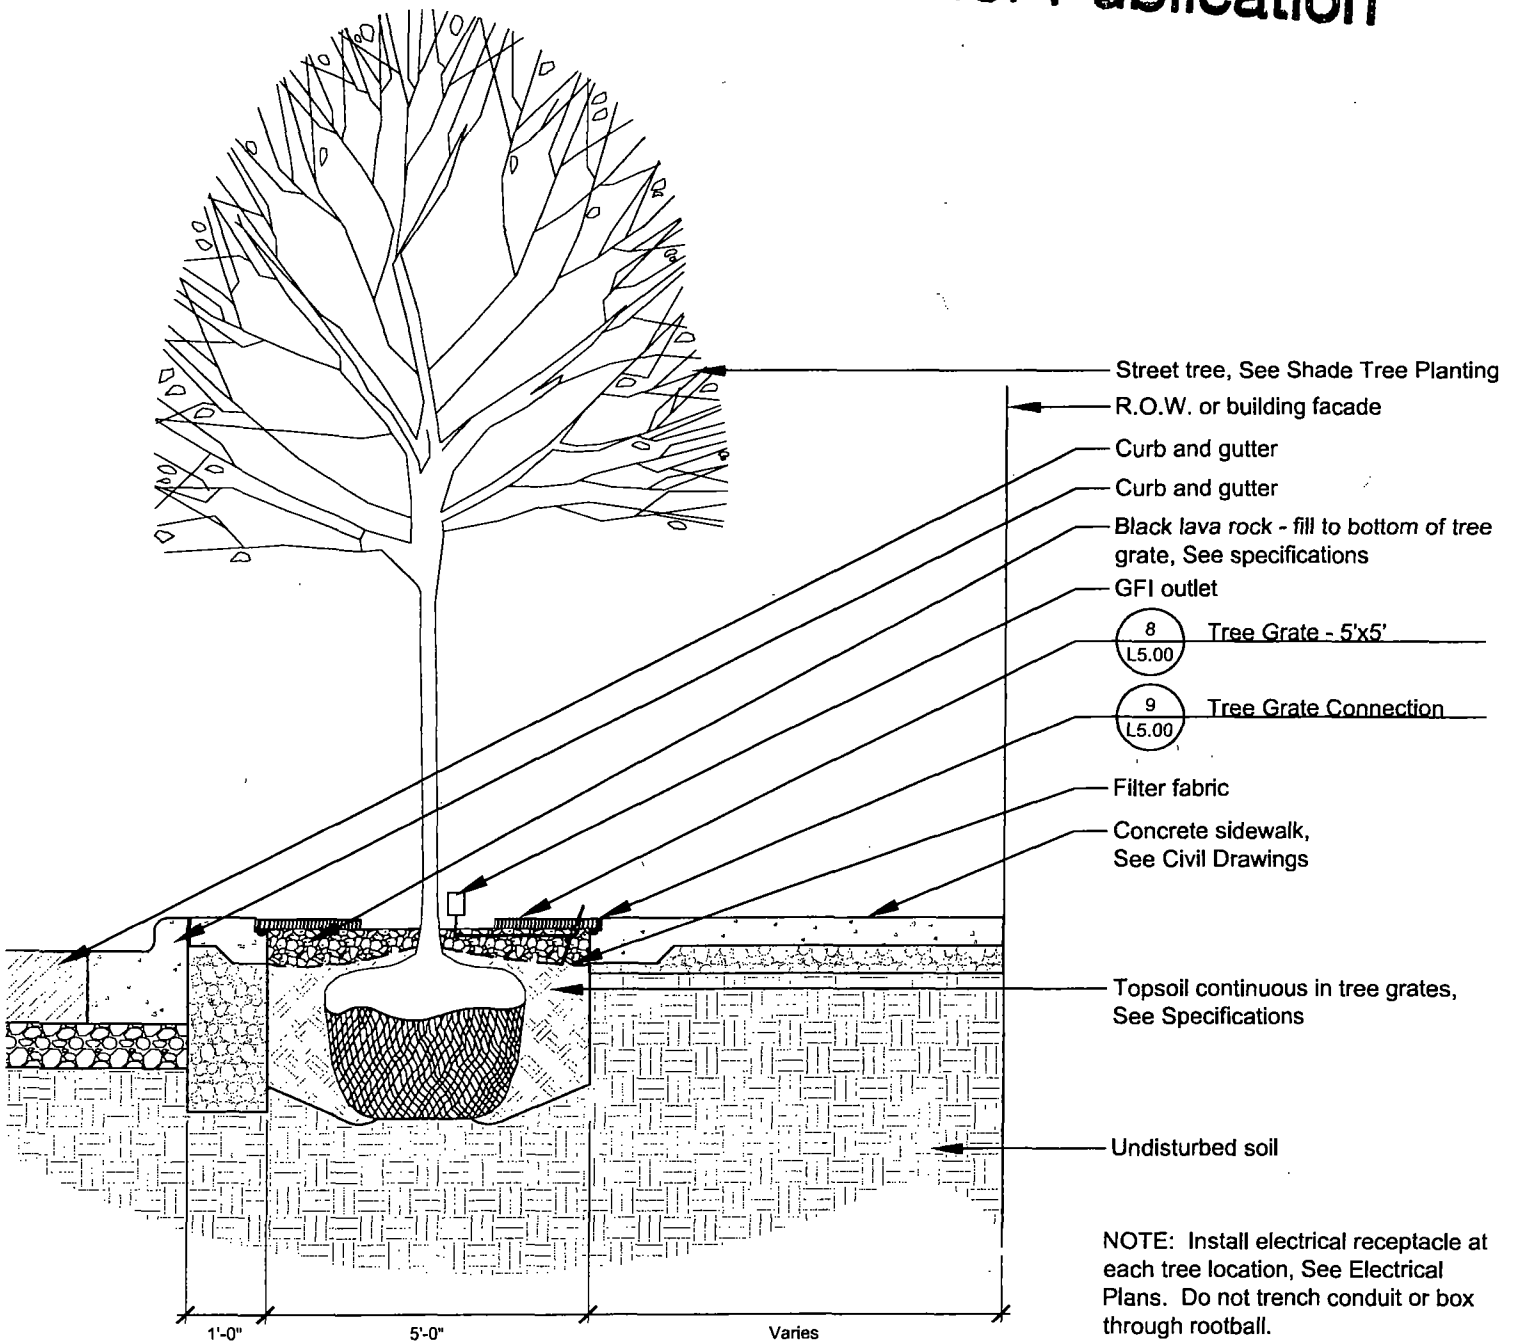 Publication
Street tree, See Shade Tree Planting
R.O.W. or building facade
Curb and gutter
Curb and gutter
Black lava rock - fill to bottom of tree
grate, See specifications
GFI outlet
8
L5.00
Tree Grate - 5'x5'
9
L5.00
Tree Grate Connection
Filter fabric
Concrete sidewalk,
See Civil Drawings
Topsoil continuous in tree grates,
See Specifications
Undisturbed soil
NOTE: Install electrical receptacle at
each tree location, See Electrical
Plans. Do not trench conduit or box
through rootball.
1'-0"
5'-0"
Varies